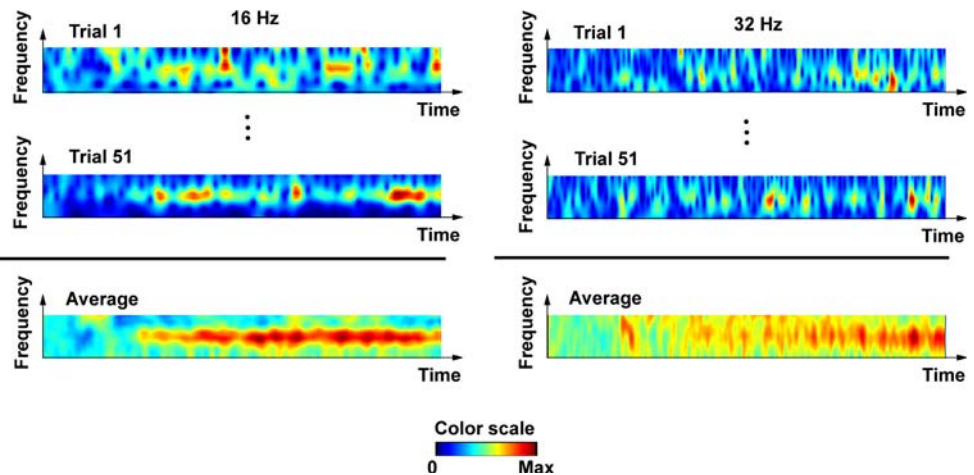 16 Hz
Trial 1
Frequency
Time
Trial 51
Frequency
Time
Average
Frequency
Time
32 Hz
Trial 1
Frequency
Time
Trial 51
Frequency
Time
Average
Frequency
Time
Color scale
0 Max